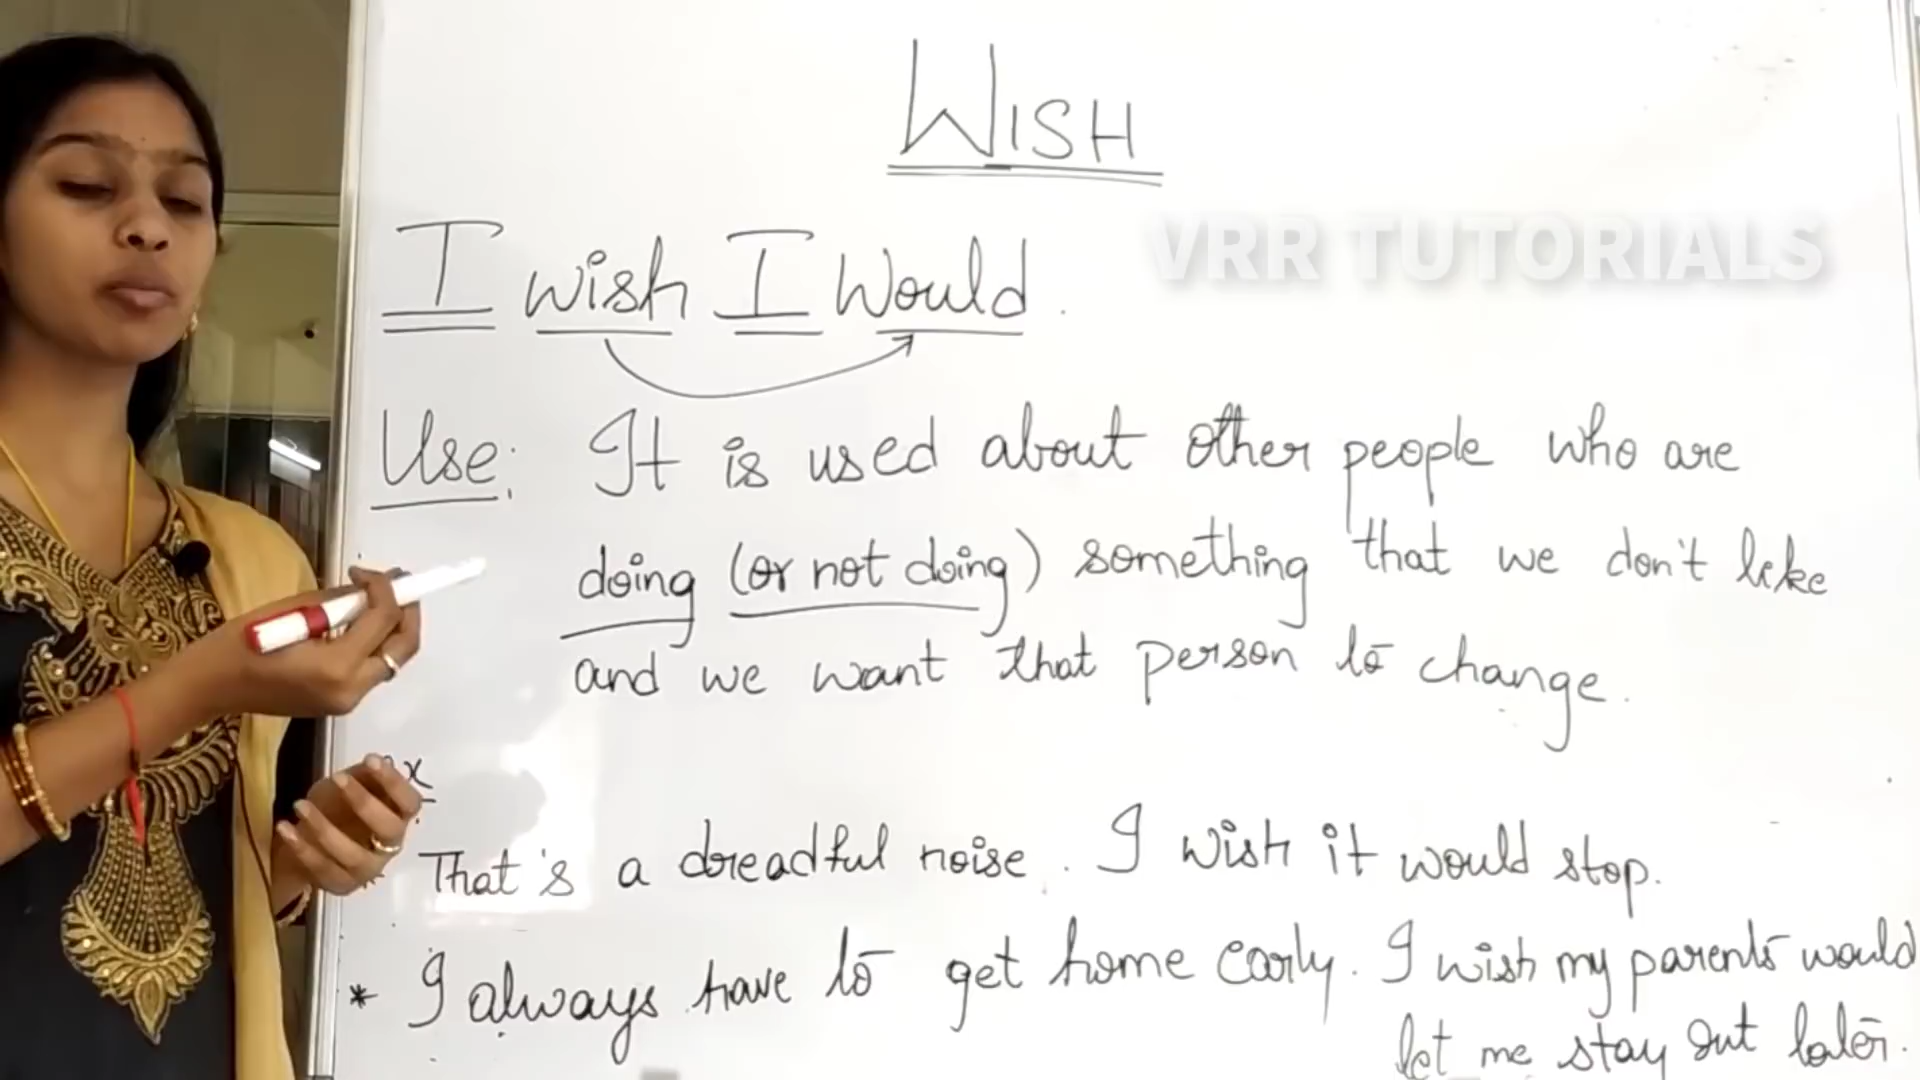 WISH
VRR TUTORIALS
I wish I Would.
Use: It is used about other people who are
doing (or not doing) something that we don't like
and we want that person to change.
x
That's a dreadful noise. I wish it would stop.
* I always have to get home early. I wish my parents would
let me stay out later.